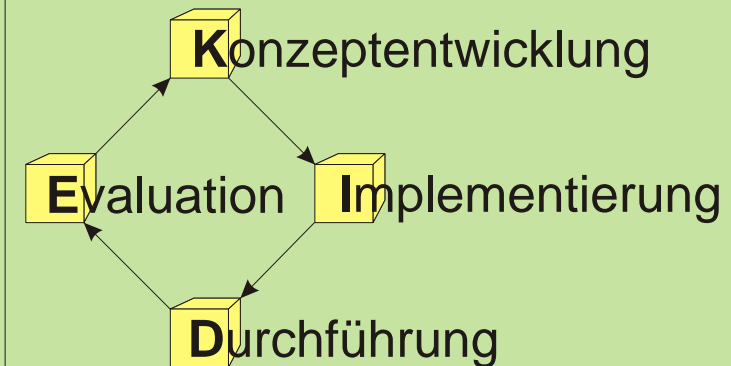 Konzeptentwicklung
Evaluation
Implementierung
Durchführung